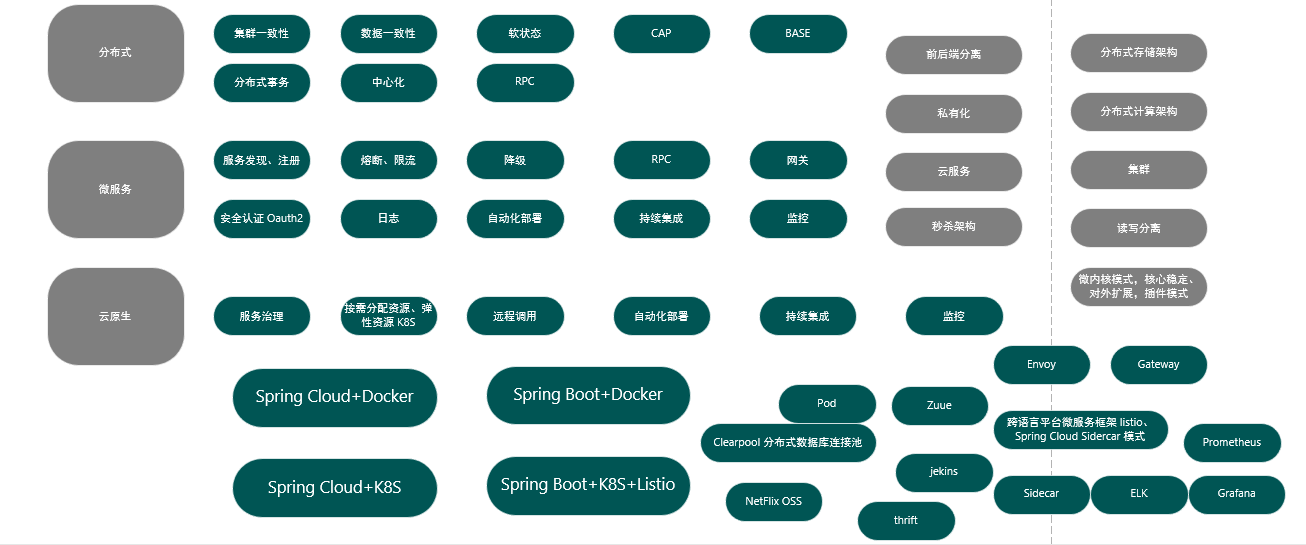 分布式
集群一致性
数据一致性
软状态
CAP
BASE
分布式事务
中心化
RPC
前后端分离
私有化
云服务
秒杀架构
分布式存储架构
分布式计算架构
集群
读写分离
微内核模式，核心稳定、
对外扩展，插件模式
微服务
服务发现、注册
熔断、限流
降级
RPC
网关
安全认证 Oauth2
日志
自动化部署
持续集成
监控
云原生
服务治理
按需分配资源、弹
性资源 K8S
远程调用
自动化部署
持续集成
监控
Spring Cloud+Docker
Spring Boot+Docker
Spring Cloud+K8S
Spring Boot+K8S+Listio
Pod
Clearpool 分布式数据库连接池
NetFlix OSS
Zuue
jekins
thrift
Envoy
Gateway
跨语言平台微服务框架 listio、
Spring Cloud Sidercar 模式
Prometheus
Sidecar
ELK
Grafana